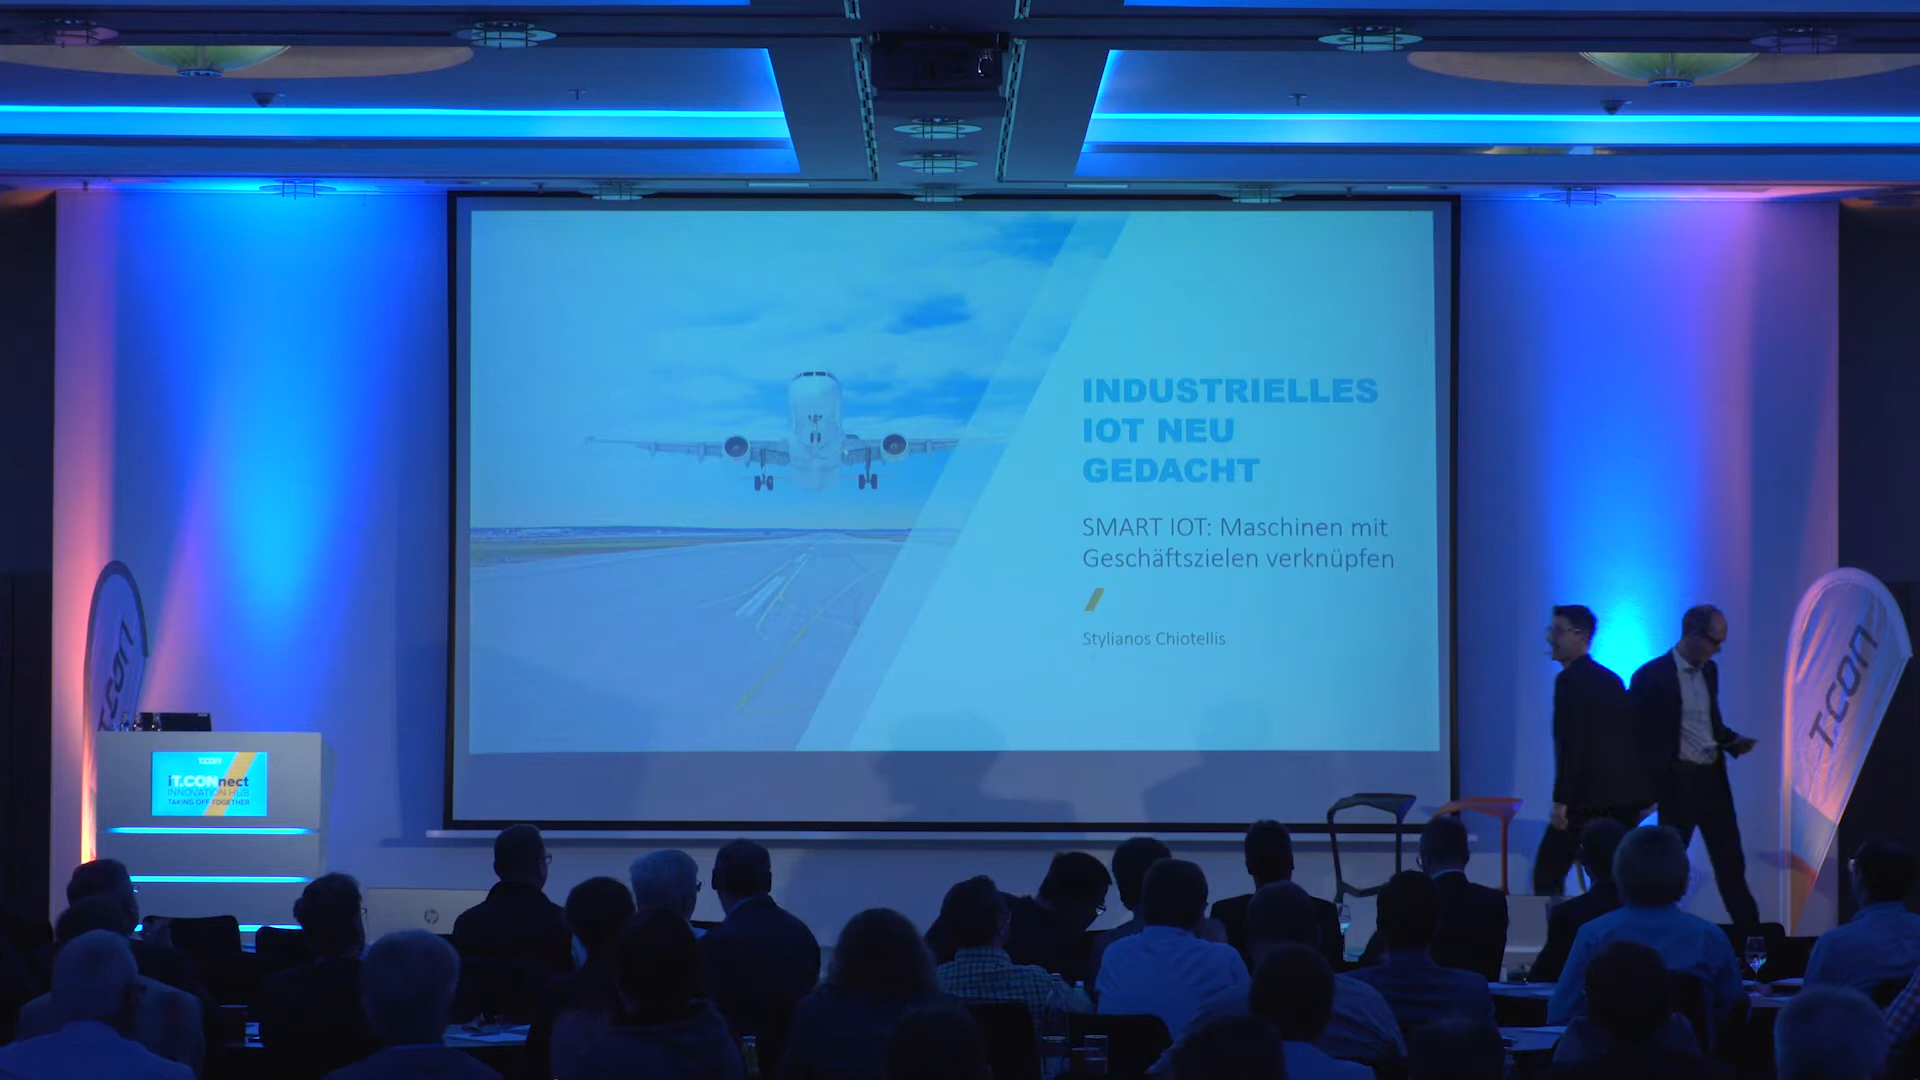 INDUSTRIELLES
IOT NEU
GEDACHT
SMART IOT: Maschinen mit
Geschäftszielen verknüpfen
Stylianos Chiotellis
T.CON
T.CON
T.CON
iT.CONnect
INNOVATION HUB
TAKING OFF TOGETHER
hp